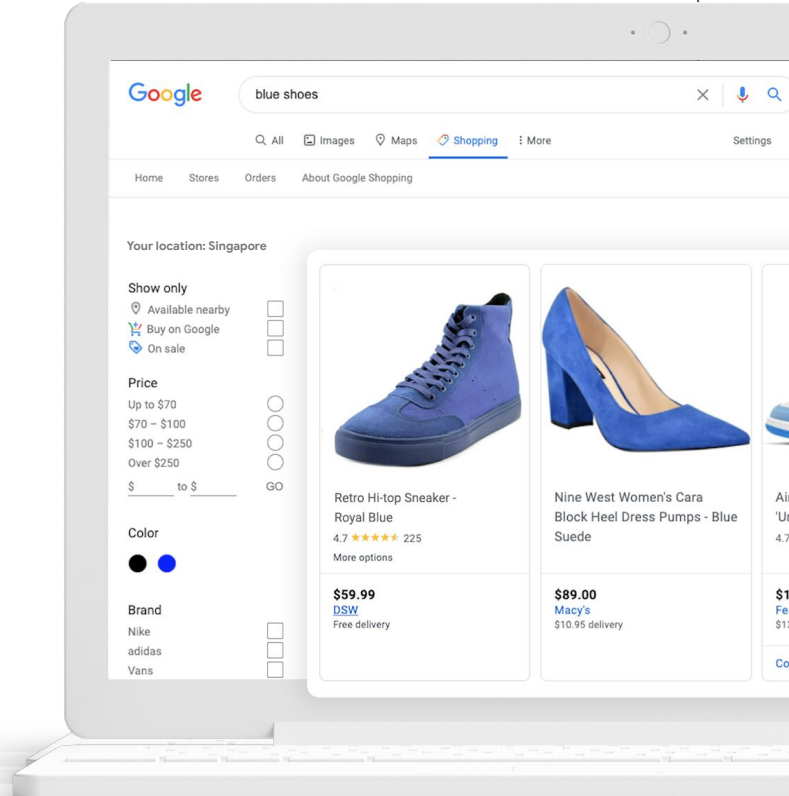 Google
blue shoes
All Images Maps Shopping More
Settings
Home Stores Orders About Google Shopping
Your location: Singapore
Show only
Available nearby
Buy on Google
On sale
Price
Up to $70
$70 – $100
$100 – $250
Over $250
$ to $ GO
Color
Brand
Nike
adidas
Vans
Retro Hi-top Sneaker -
Royal Blue
4.7 ★★★★★ 225
More options
$59.99
DSW
Free delivery
Nine West Women's Cara
Block Heel Dress Pumps - Blue
Suede
$89.00
Macy's
$10.95 delivery
4.7